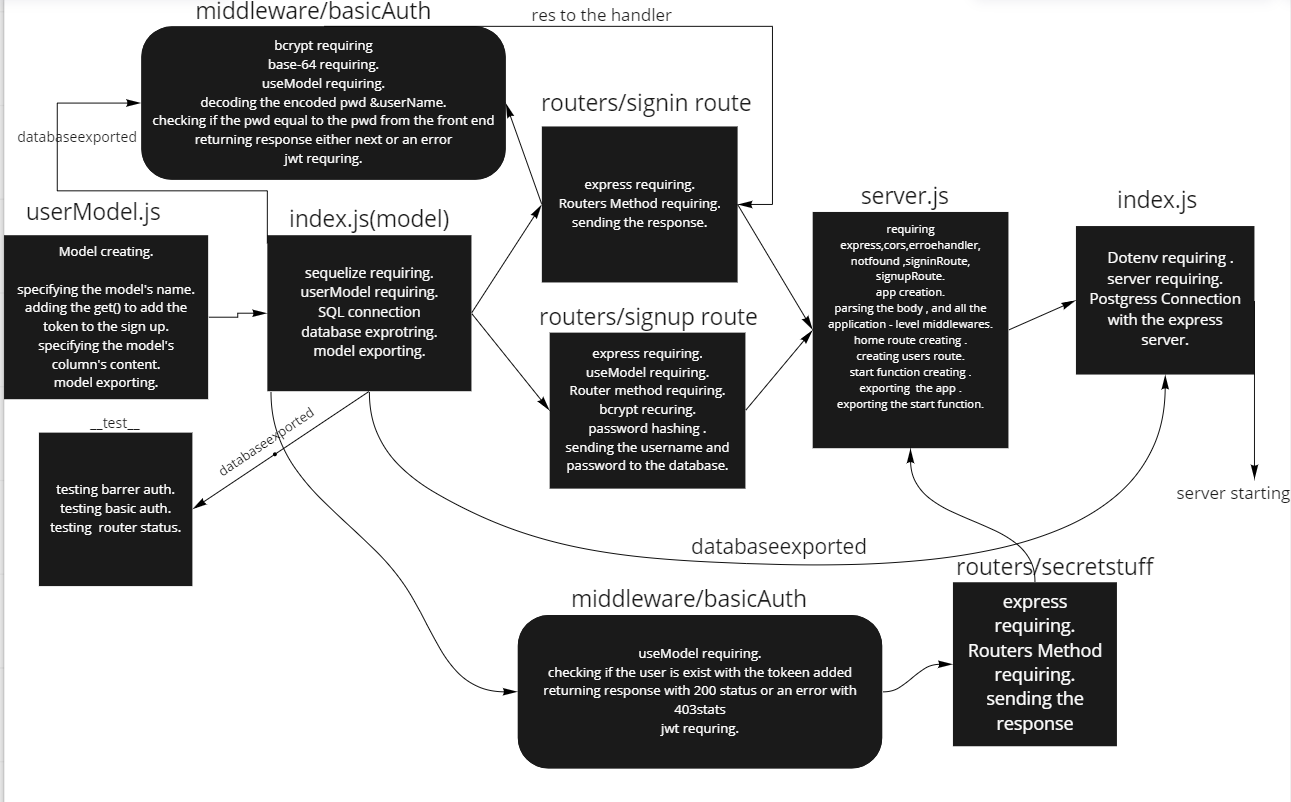 middleware/basicAuth
res to the handler
bcrypt requiring
base-64 requiring.
useModel requiring.
decoding the encoded pwd &userName.
checking if the pwd equal to the pwd from the front end
returning response either next or an error
jwt requring.
databaseexported
routers/signin route
express requiring.
Routers Method requiring.
sending the response.
userModel.js
Model creating.
specifying the model's name.
adding the get() to add the
token to the sign up.
specifying the model's
column's content.
model exporting.
index.js(model)
sequelize requiring.
userModel requiring.
SQL connection
database exprotring.
model exporting.
routers/signup route
express requiring.
useModel requiring.
Router method requiring.
bcrypt recuring.
password hashing .
sending the username and
password to the database.
server.js
requiring
express,cors,erroehandler,
notfound ,signinRoute,
signupRoute.
app creation.
parsing the body , and all the
application - level middlewares.
home route creating .
creating users route.
start function creating .
exporting the app .
exporting the start function.
index.js
Dotenv requiring .
server requiring.
Postgress Connection
with the express
server.
server starting
__test__
testing barrer auth.
testing basic auth.
testing router status.
databaseexported
databaseexported
middleware/basicAuth
useModel requiring.
checking if the user is exist with the tokeen added
returning response with 200 status or an error with
403stats
jwt requring.
routers/secretstuff
express
requiring.
Routers Method
requiring.
sending the
response